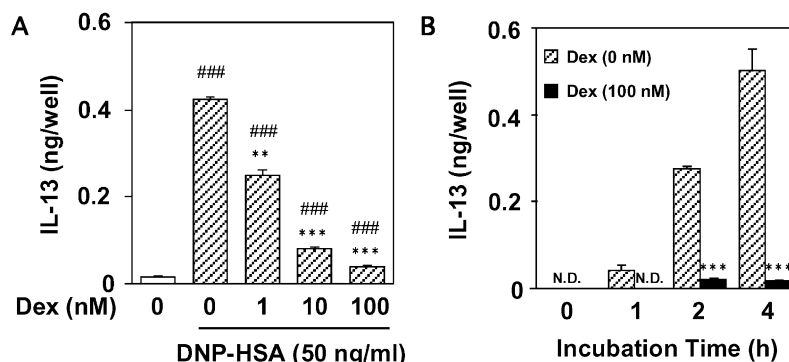 A
IL-13 (ng/well)
0.6
0.4
0.2
0
###
###
**
###
***
###
***
Dex (nM) 0 0 1 10 100
DNP-HSA (50 ng/ml)
B
IL-13 (ng/well)
0.6
0.4
0.2
0
Dex (0 nM)
Dex (100 nM)
N.D. N.D. *** ***
0 1 2 4
Incubation Time (h)